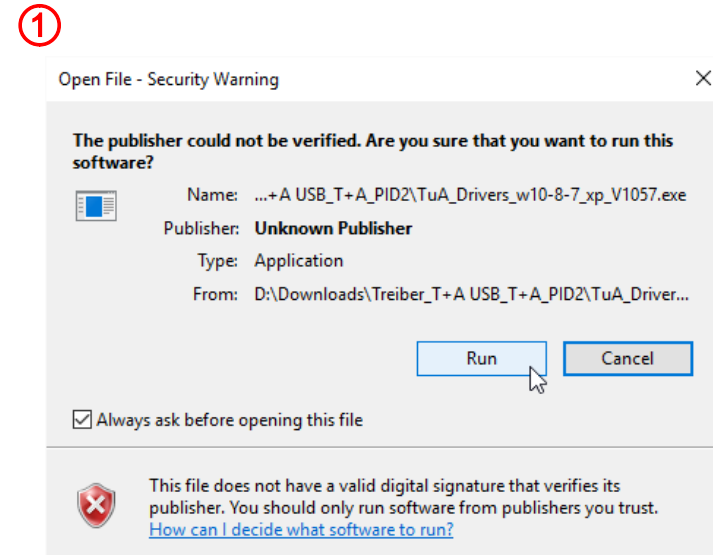 1
Open File - Security Warning
The publisher could not be verified. Are you sure that you want to run this
software?
Name: ...+A USB_T+A_PID2\TuA_Drivers_w10-8-7_xp_V1057.exe
Publisher: Unknown Publisher
Type: Application
From: D:\Downloads\Treiber_T+A USB_T+A_PID2\TuA_Driver...
Run Cancel
Always ask before opening this file
This file does not have a valid digital signature that verifies its
publisher. You should only run software from publishers you trust.
How can I decide what software to run?